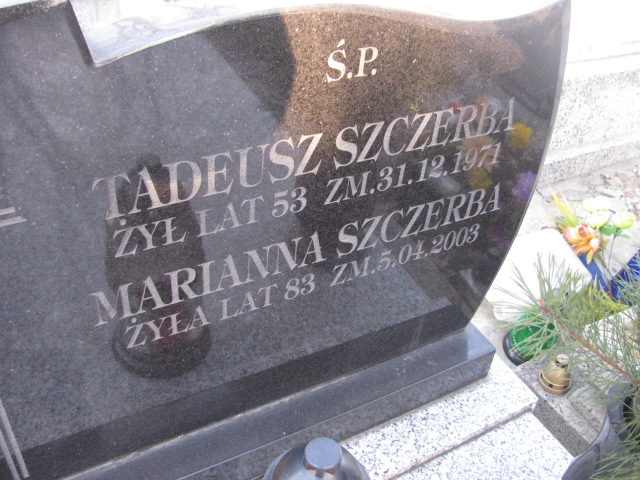 Ś.P.
TADEUSZ SZCZERBA
ŻYŁ LAT 53 ZM.31.12.1971
MARIANNA SZCZERBA
ŻYŁA LAT 83 ZM.5.04.2003